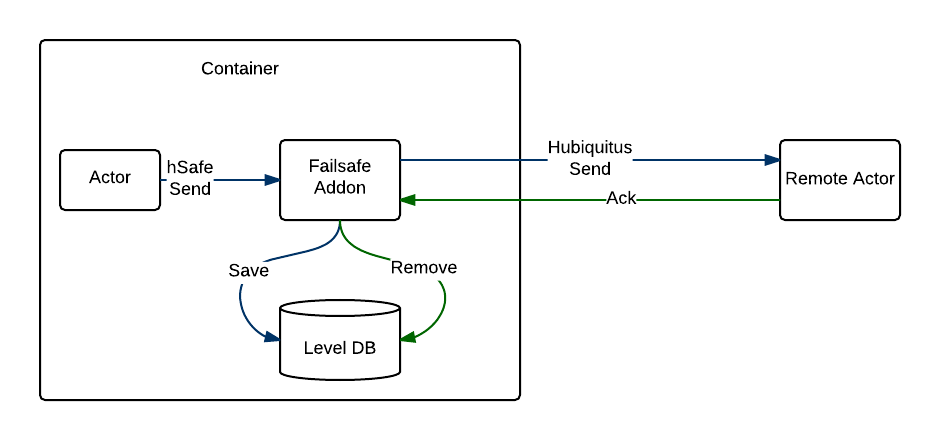 Container
Actor
hSafe
Send
Failsafe
Addon
Hubiquitus
Send
Remote Actor
Ack
Save
Remove
Level DB